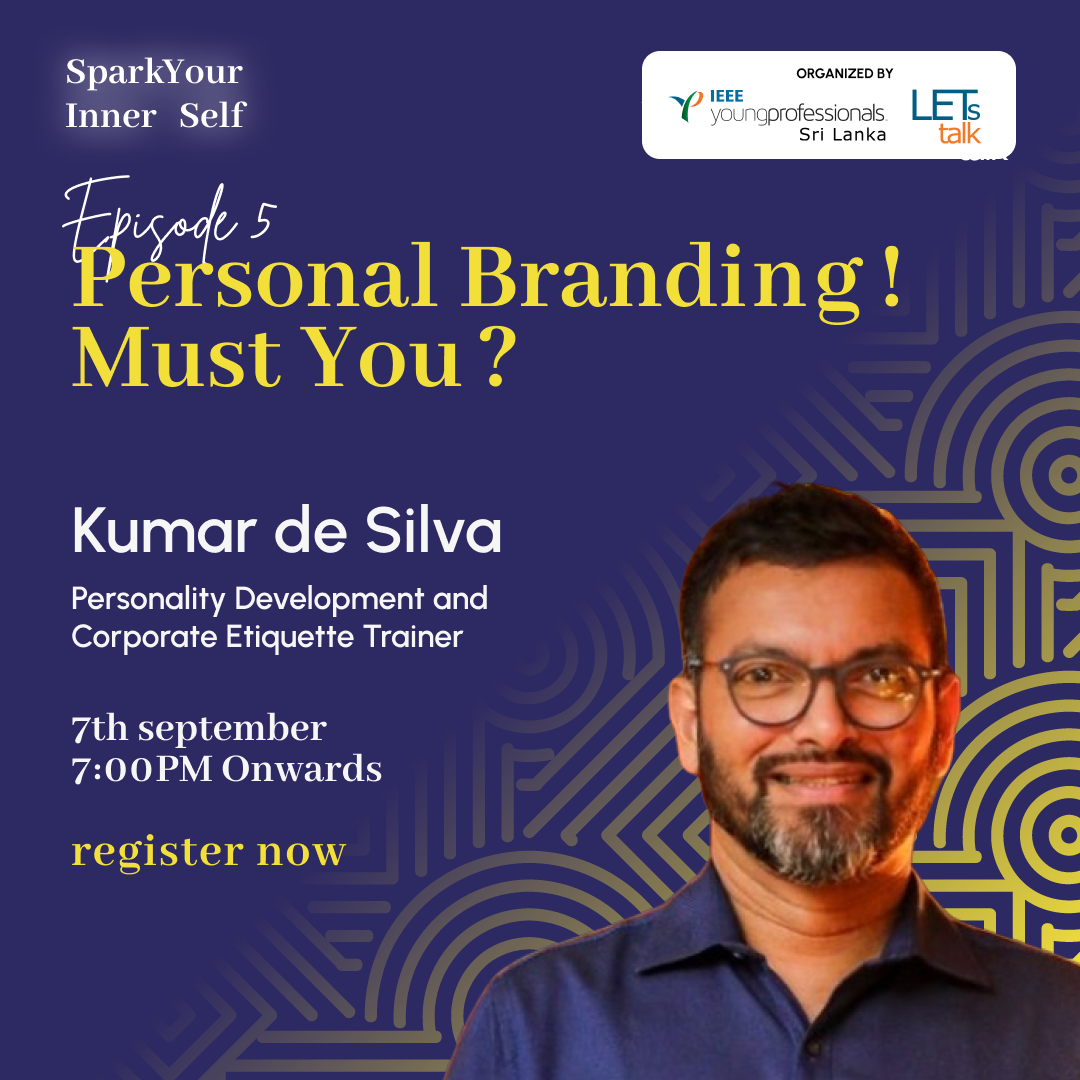 SparkYour
Inner Self
ORGANIZED BY
IEEE
youngprofessionals
Sri Lanka
LETs
talk
Episode 5
Personal Branding!
Must You?
Kumar de Silva
Personality Development and
Corporate Etiquette Trainer
7th september
7:00PM Onwards
register now